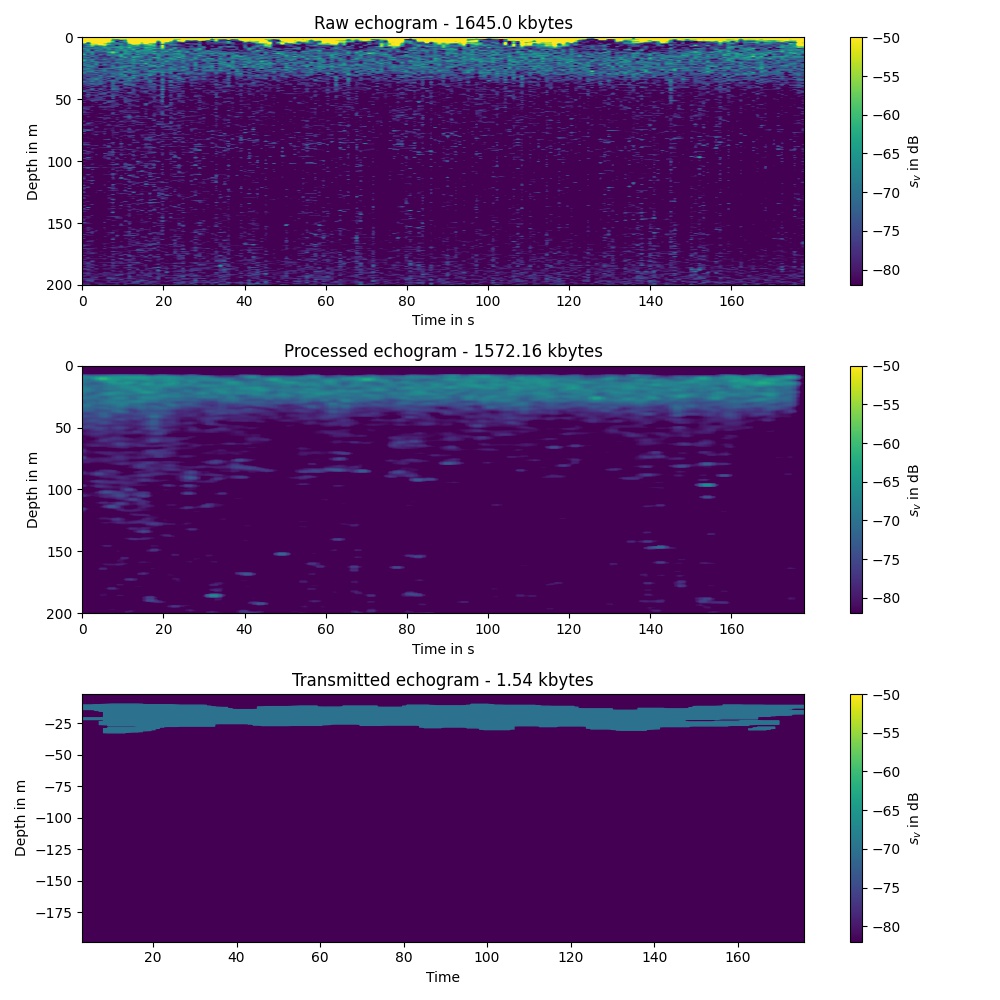 Raw echogram - 1645.0 kbytes
0
50
100
150
200
Depth in m
0 20 40 60 80 100 120 140 160
Time in s
−50
−55
−60
−65
−70
−75
−80
sv in dB
Processed echogram - 1572.16 kbytes
0
50
100
150
200
Depth in m
0 20 40 60 80 100 120 140 160
Time in s
−50
−55
−60
−65
−70
−75
−80
sv in dB
Transmitted echogram - 1.54 kbytes
−25
−50
−75
−100
−125
−150
−175
Depth in m
20 40 60 80 100 120 140 160
Time
−50
−55
−60
−65
−70
−75
−80
sv in dB